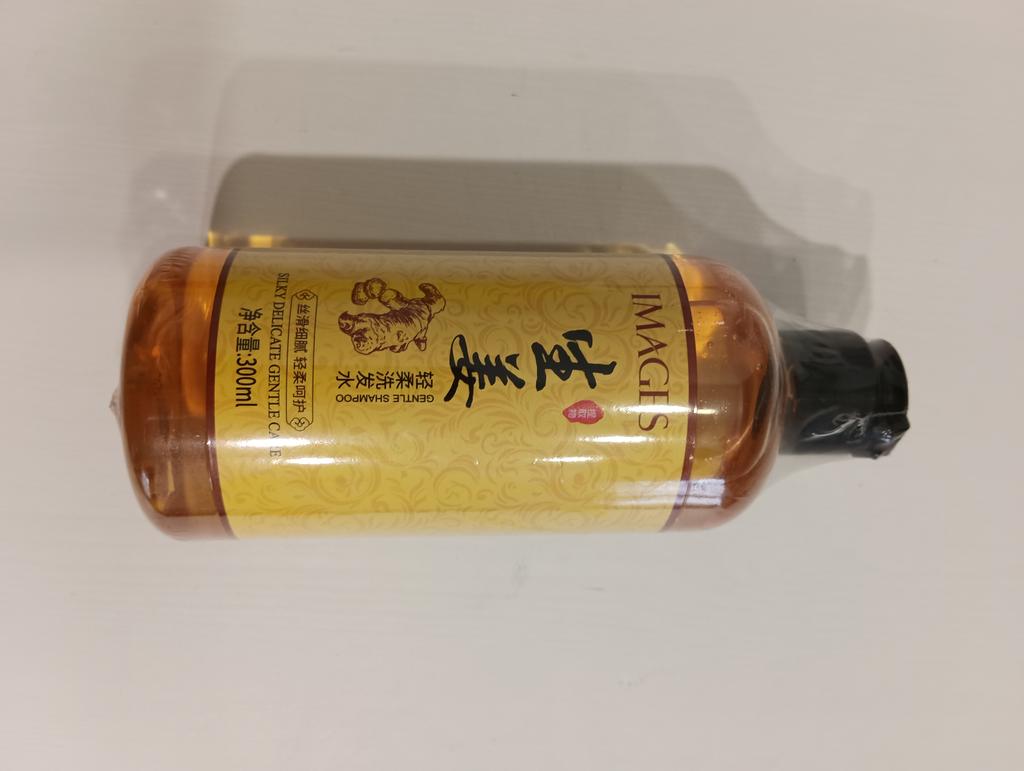 IMAGES
生姜
GENTLE SHAMPOO
轻柔洗发水
丝滑细腻 轻柔呵护
SILKY DELICATE GENTLE CARE
净含量:300ml